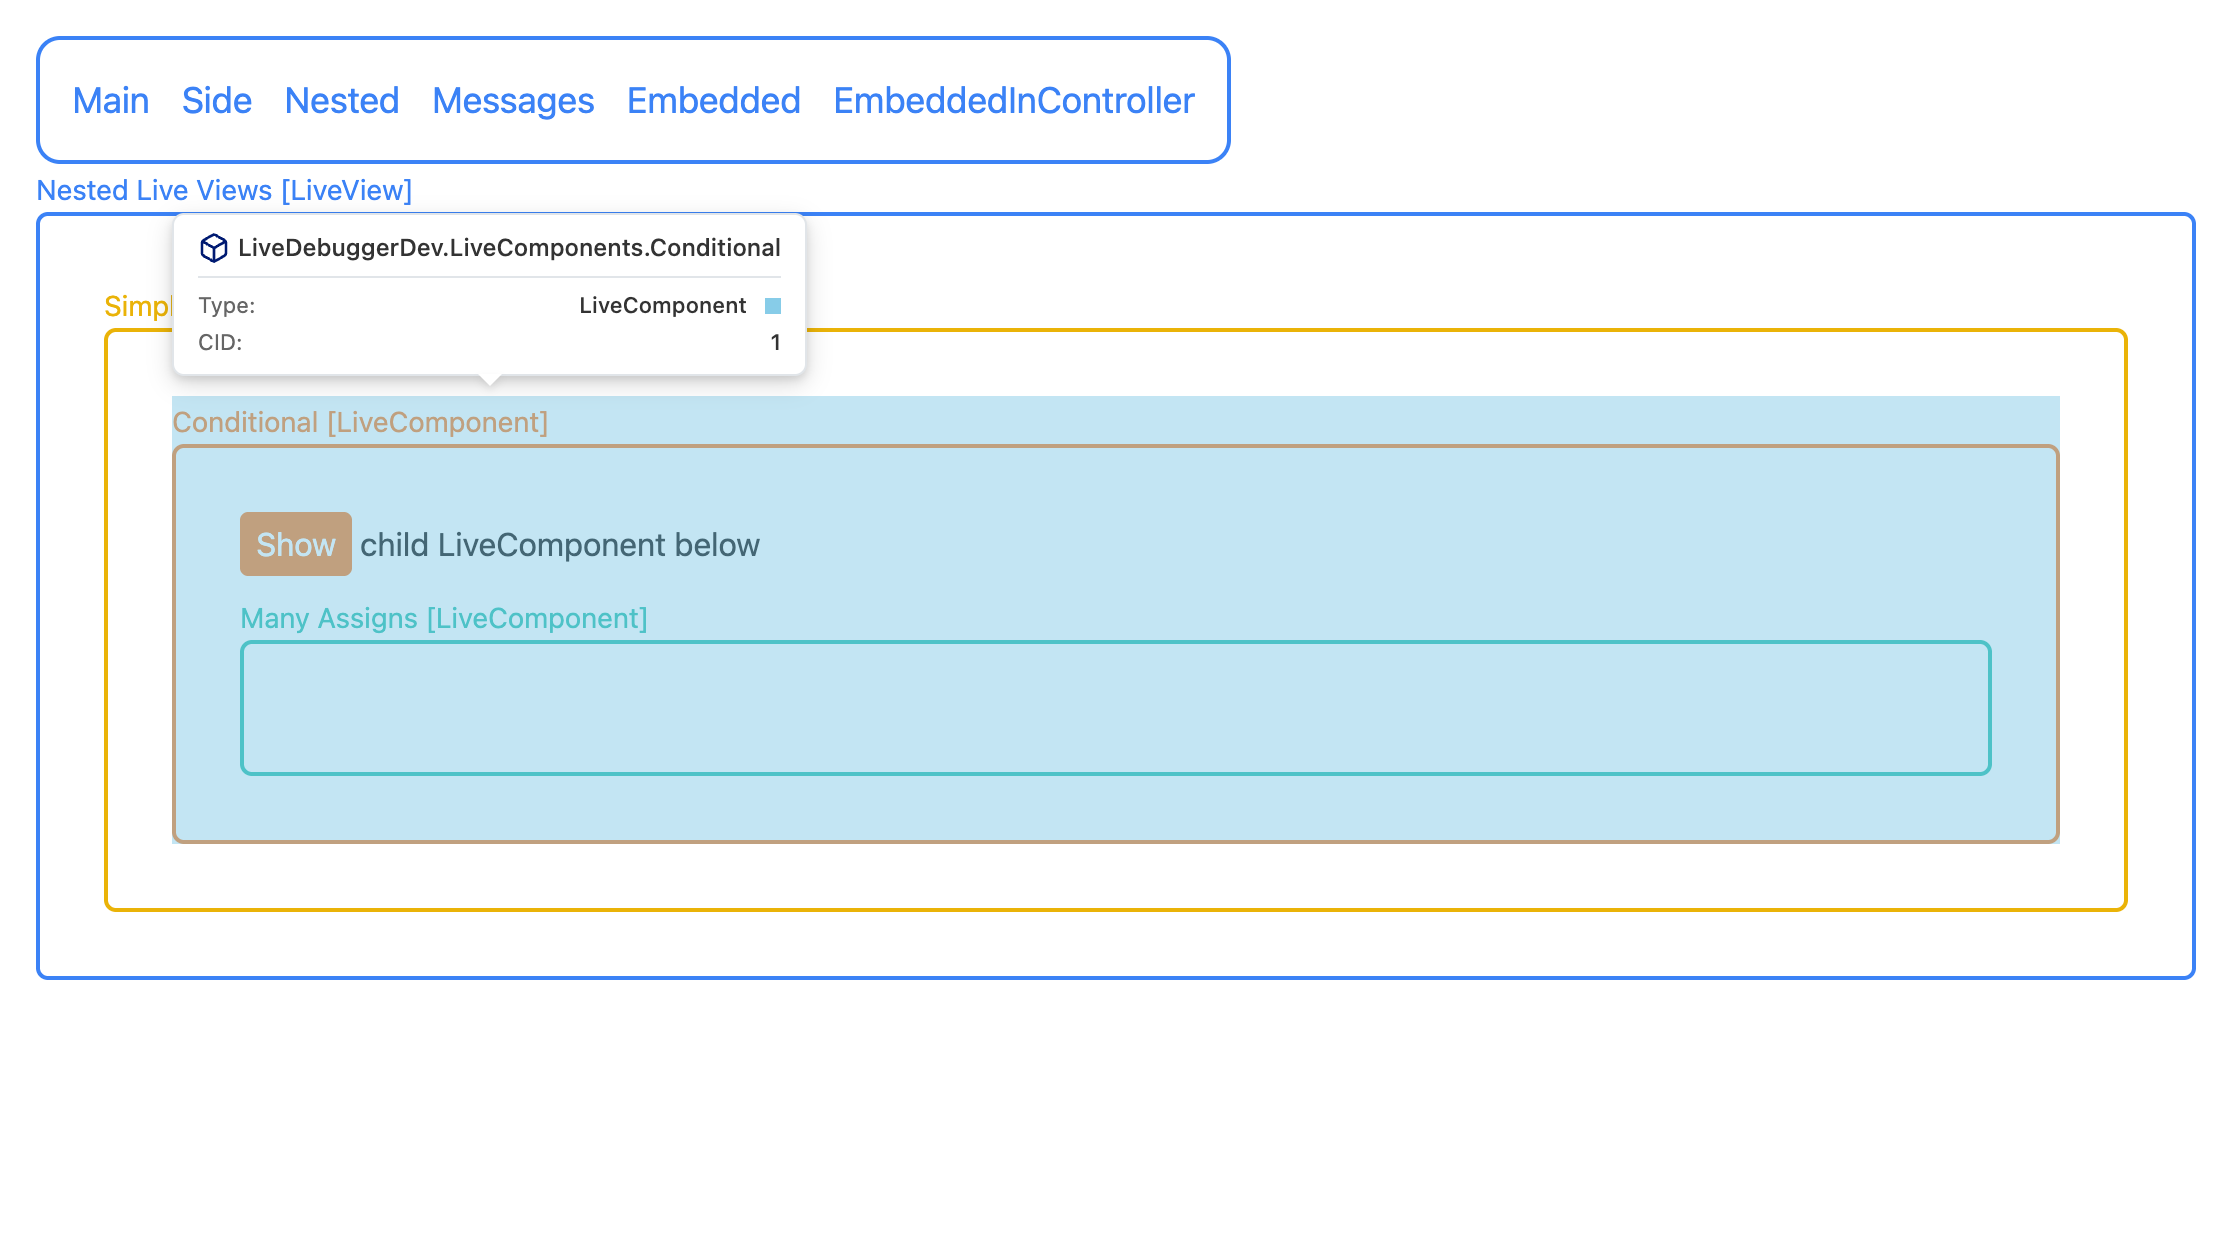 Main Side Nested Messages Embedded EmbeddedInController
Nested Live Views [LiveView]
LiveDebuggerDev.LiveComponents.Conditional
Type: LiveComponent
CID: 1
Conditional [LiveComponent]
Show child LiveComponent below
Many Assigns [LiveComponent]